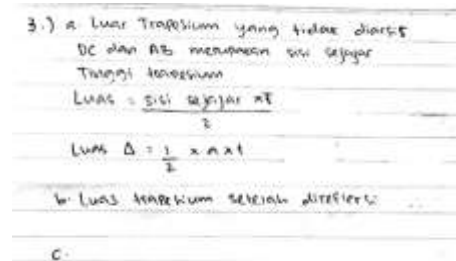 3.) a Luas Trapesium yang tidak diarsir
DC dan AB merupakan sisi sejajar
Tinggi trapesium
Luas = sisi sejajar x t / 2
Luas Δ = 1/2 x a x t
b. Luas trapesium setelah direfleksi
c.